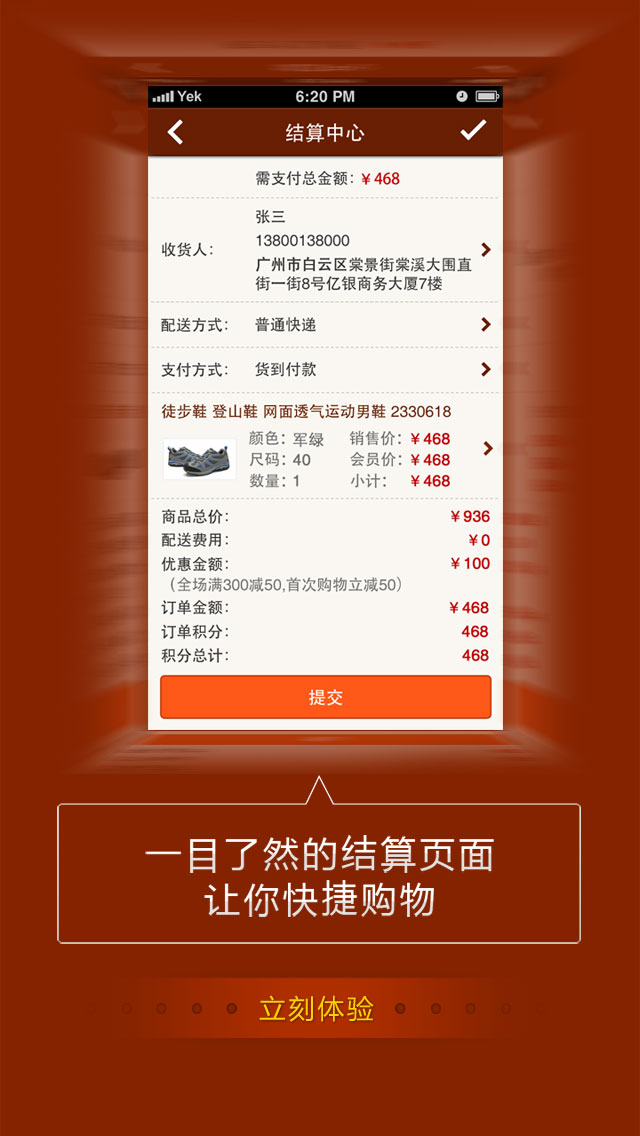 Yek 6:20 PM
结算中心
需支付总金额：￥468
张三
收货人： 13800138000
广州市白云区棠景街棠溪大围直
街一街8号亿银商务大厦7楼
配送方式： 普通快递
支付方式： 货到付款
徒步鞋 登山鞋 网面透气运动男鞋 2330618
颜色：军绿 销售价：￥468
尺码：40 会员价：￥468
数量：1 小计：￥468
商品总价： ￥936
配送费用： ￥0
优惠金额： ￥100
（全场满300减50,首次购物立减50）
订单金额： ￥468
订单积分： 468
积分总计： 468
提交
一目了然的结算页面
让你快捷购物
立刻体验